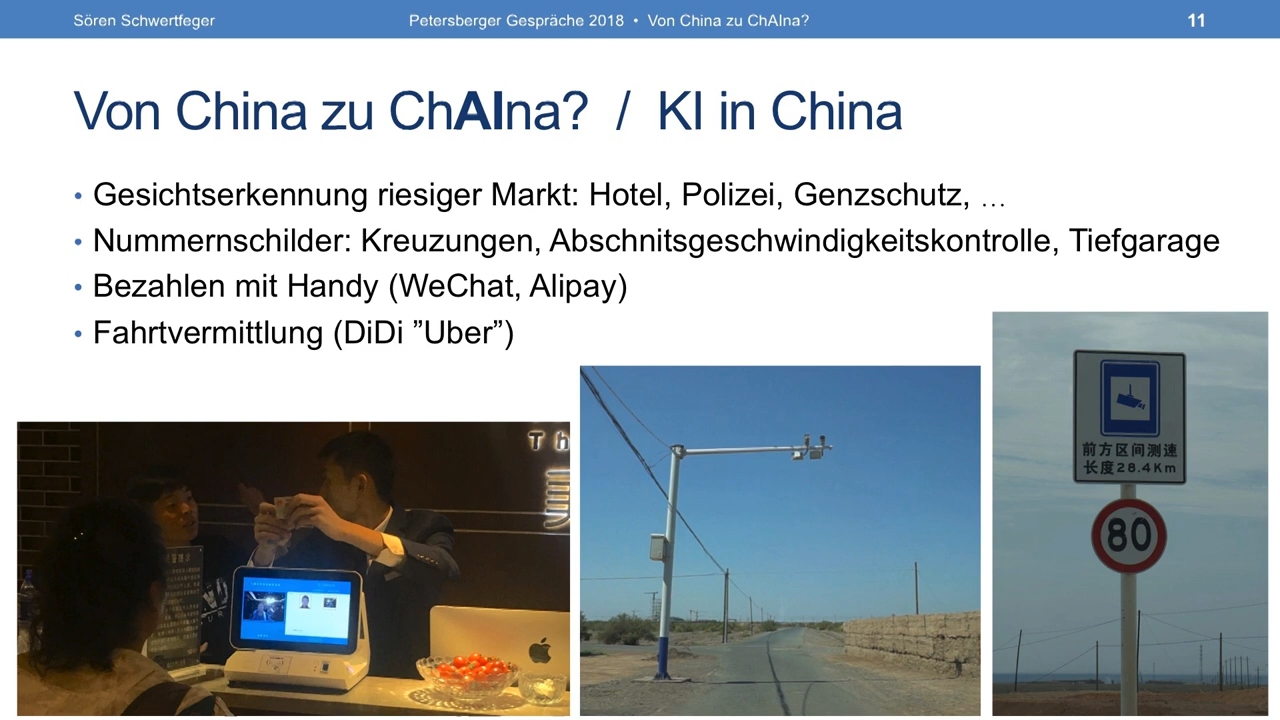 Sören Schwertfeger
Petersberger Gespräche 2018 • Von China zu ChAIna?
11
Von China zu ChAIna? / KI in China
• Gesichtserkennung riesiger Markt: Hotel, Polizei, Genzschutz, …
• Nummernschilder: Kreuzungen, Abschnitsgeschwindigkeitskontrolle, Tiefgarage
• Bezahlen mit Handy (WeChat, Alipay)
• Fahrtvermittlung (DiDi ”Uber”)
Th
前方区间测速
长度28.4Km
80